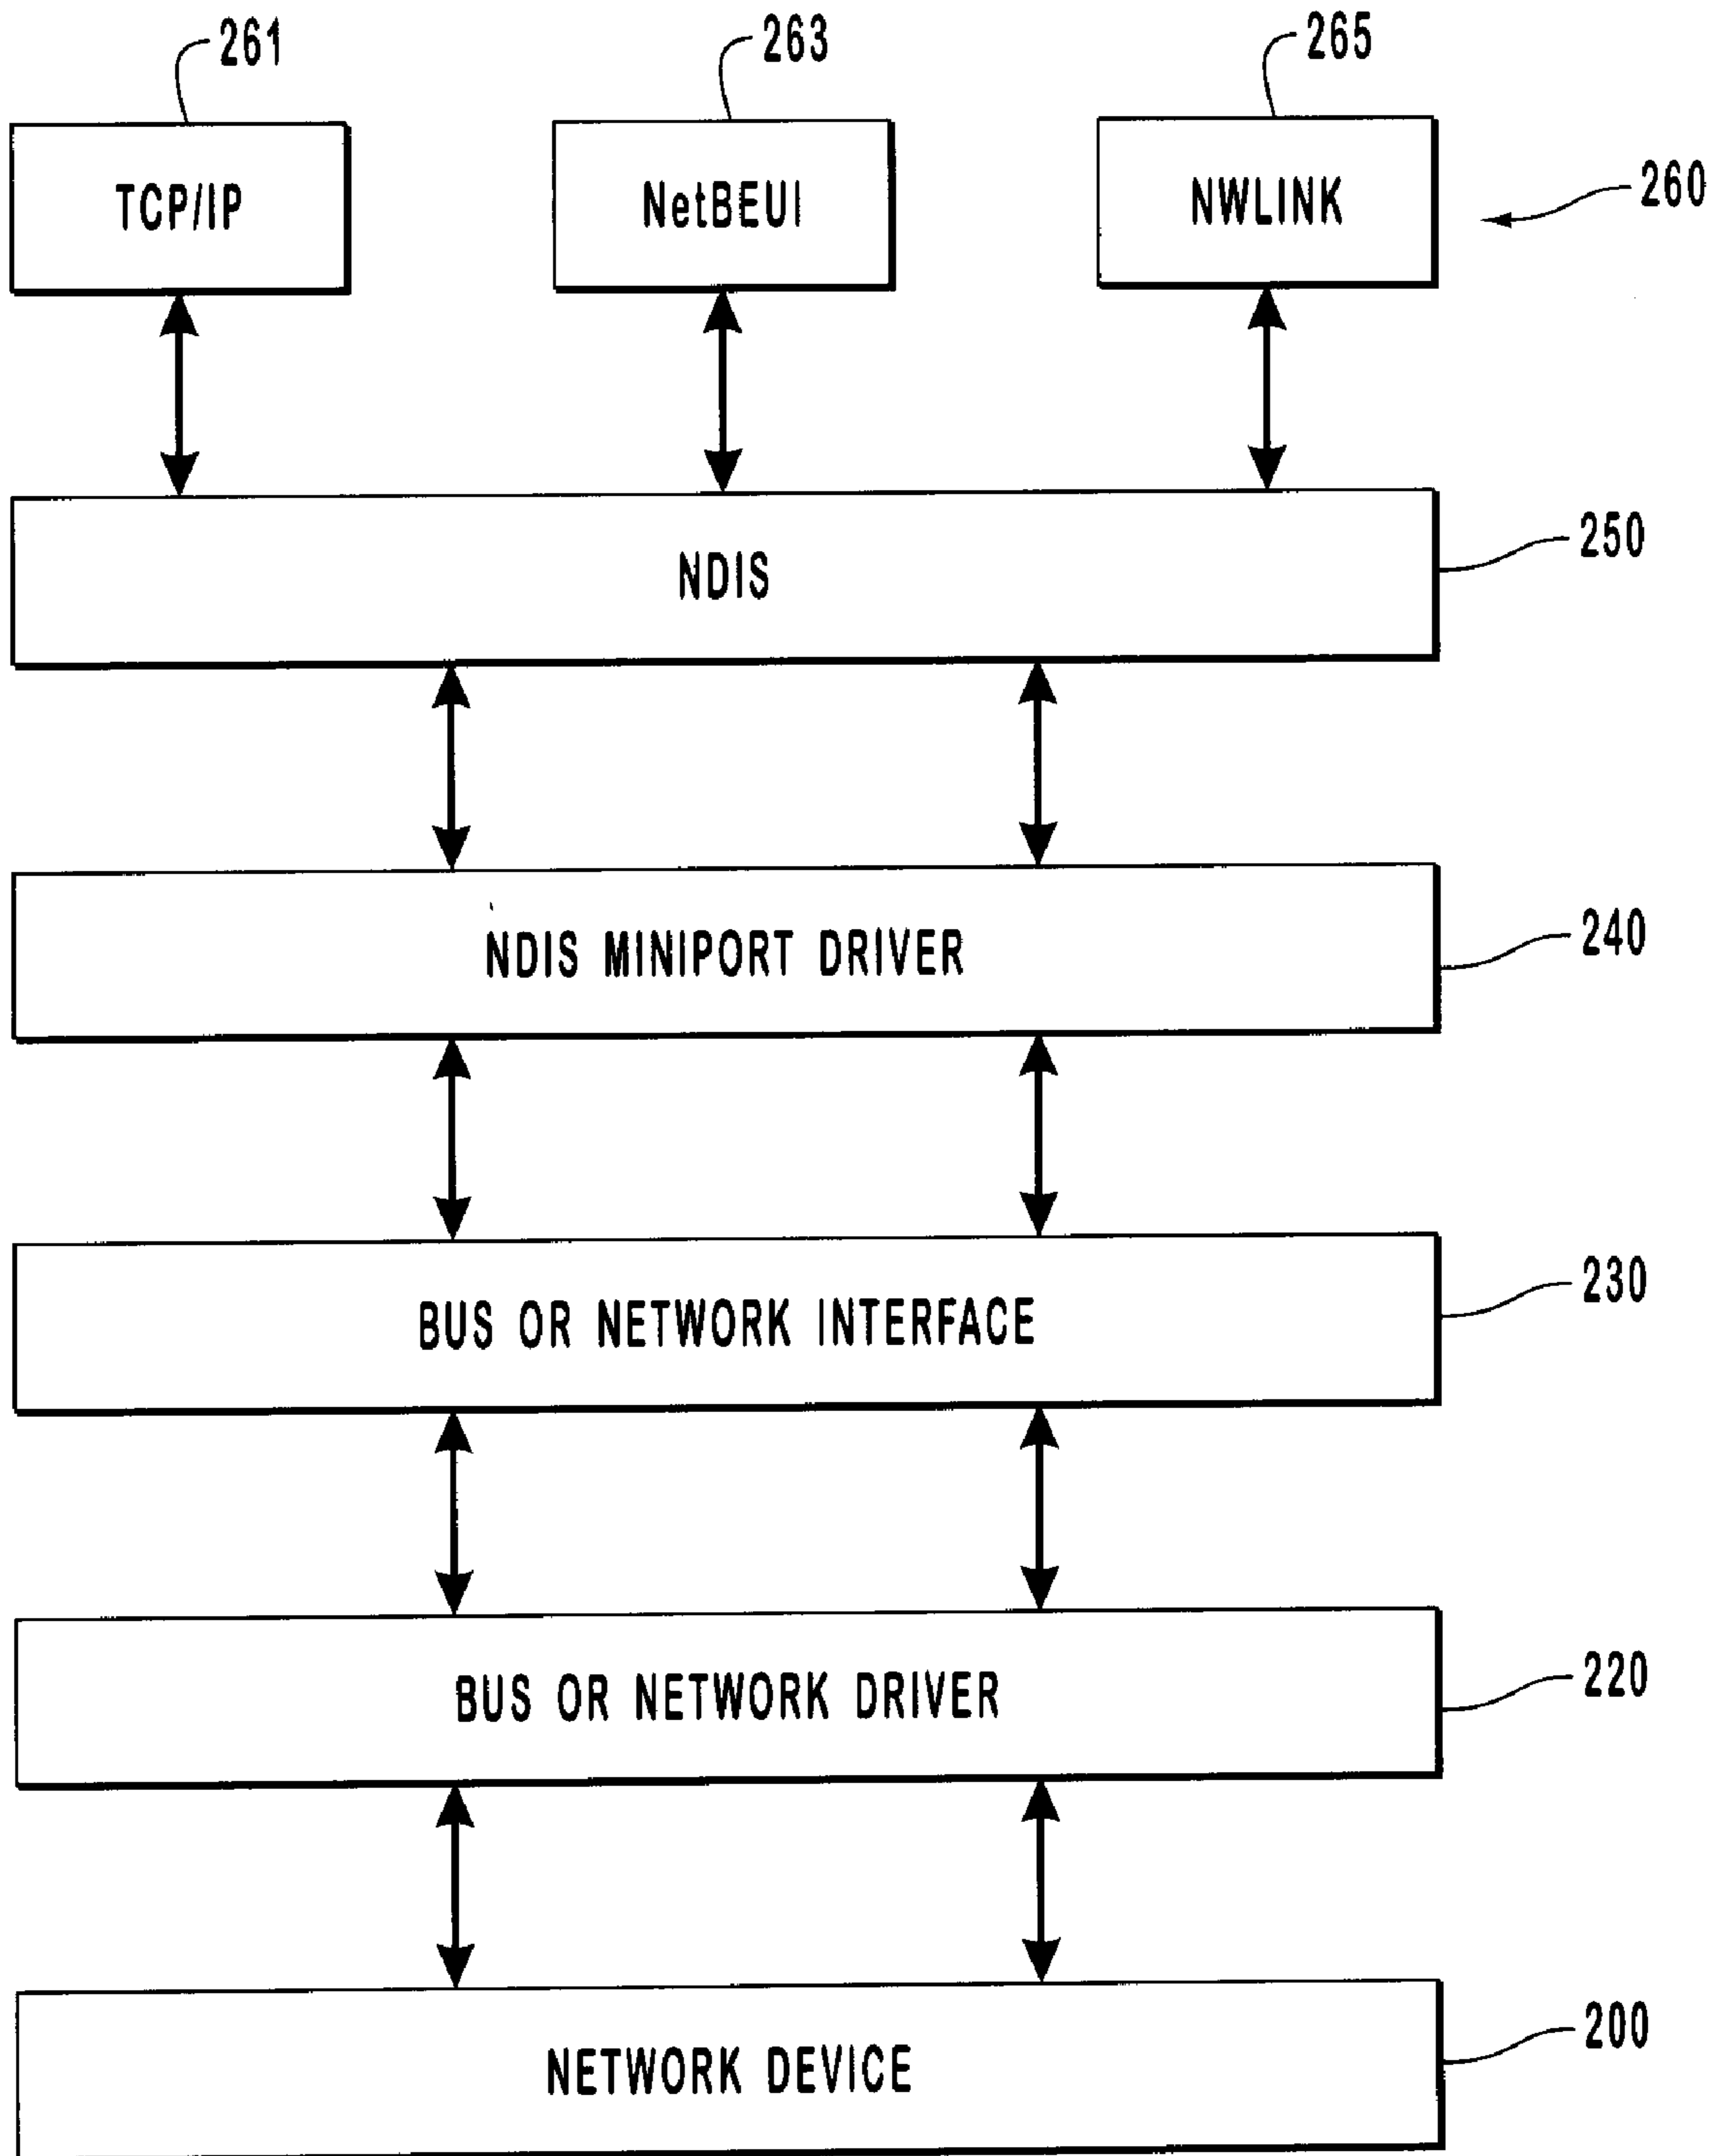 261
263
265
TCP/IP
NetBEUI
NWLINK
260
NDIS
250
NDIS MINIPORT DRIVER
240
BUS OR NETWORK INTERFACE
230
BUS OR NETWORK DRIVER
220
NETWORK DEVICE
200